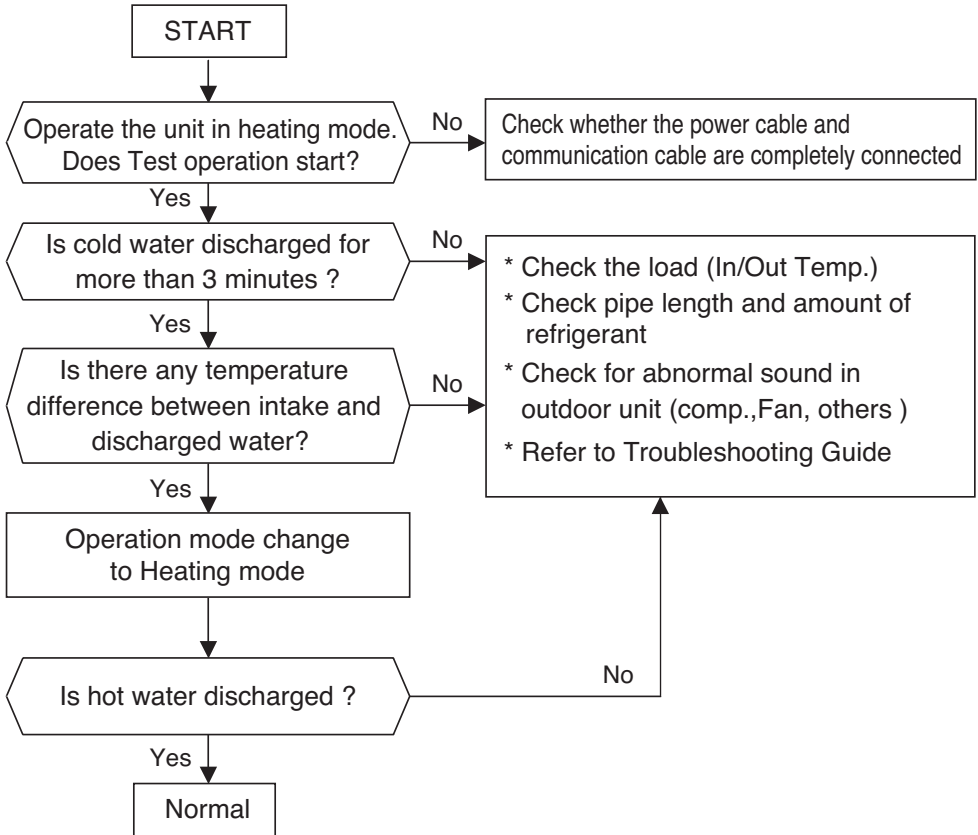 START
Operate the unit in heating mode.
Does Test operation start?
No
Check whether the power cable and
communication cable are completely connected
Yes
Is cold water discharged for
more than 3 minutes ?
No
* Check the load (In/Out Temp.)
* Check pipe length and amount of
refrigerant
* Check for abnormal sound in
outdoor unit (comp.,Fan, others )
* Refer to Troubleshooting Guide
Yes
Is there any temperature
difference between intake and
discharged water?
No
Yes
Operation mode change
to Heating mode
Is hot water discharged ?
No
Yes
Normal